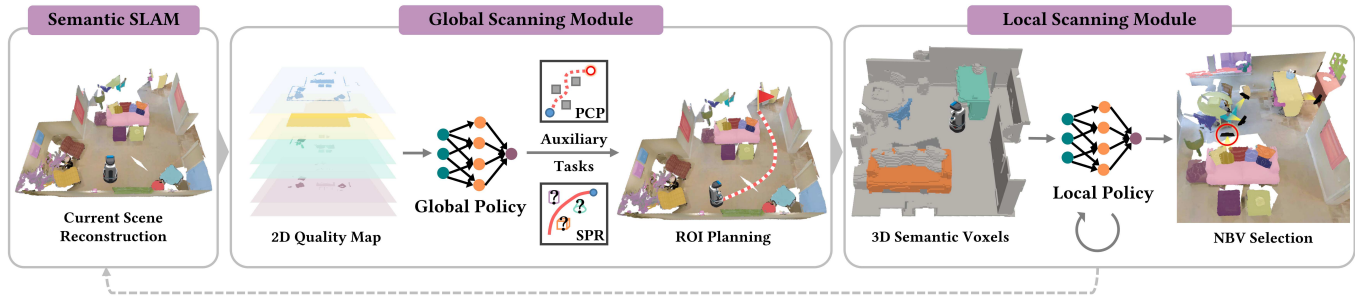 Semantic SLAM
Current Scene
Reconstruction
Global Scanning Module
2D Quality Map
Global Policy
PCP
Auxiliary
Tasks
? ? ?
SPR
ROI Planning
Local Scanning Module
3D Semantic Voxels
Local Policy
NBV Selection